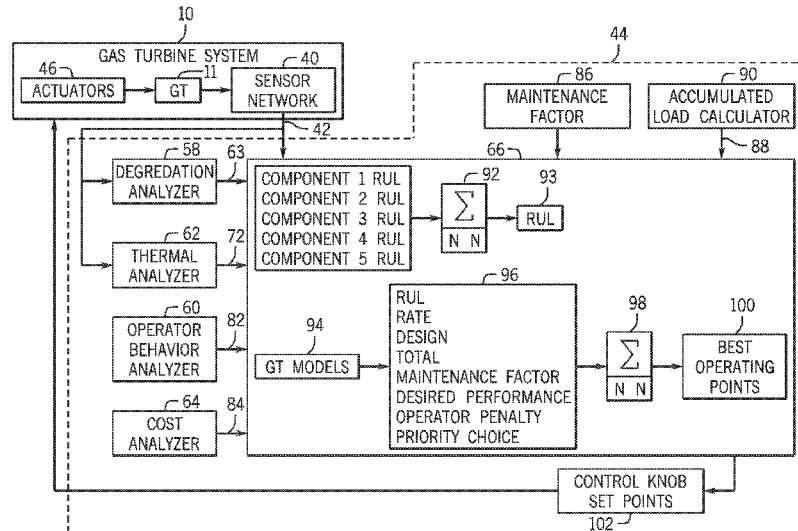 10
GAS TURBINE SYSTEM
46
11
40
ACTUATORS
GT
SENSOR
NETWORK
42
44
86
MAINTENANCE
FACTOR
90
ACCUMULATED
LOAD CALCULATOR
88
66
58
DEGREDATION
ANALYZER
63
62
THERMAL
ANALYZER
72
60
OPERATOR
BEHAVIOR
ANALYZER
82
64
COST
ANALYZER
84
COMPONENT 1 RUL
COMPONENT 2 RUL
COMPONENT 3 RUL
COMPONENT 4 RUL
COMPONENT 5 RUL
92
Σ
N N
93
RUL
94
GT MODELS
96
RUL
RATE
DESIGN
TOTAL
MAINTENANCE FACTOR
DESIRED PERFORMANCE
OPERATOR PENALTY
PRIORITY CHOICE
98
Σ
N N
100
BEST
OPERATING
POINTS
CONTROL KNOB
SET POINTS
102